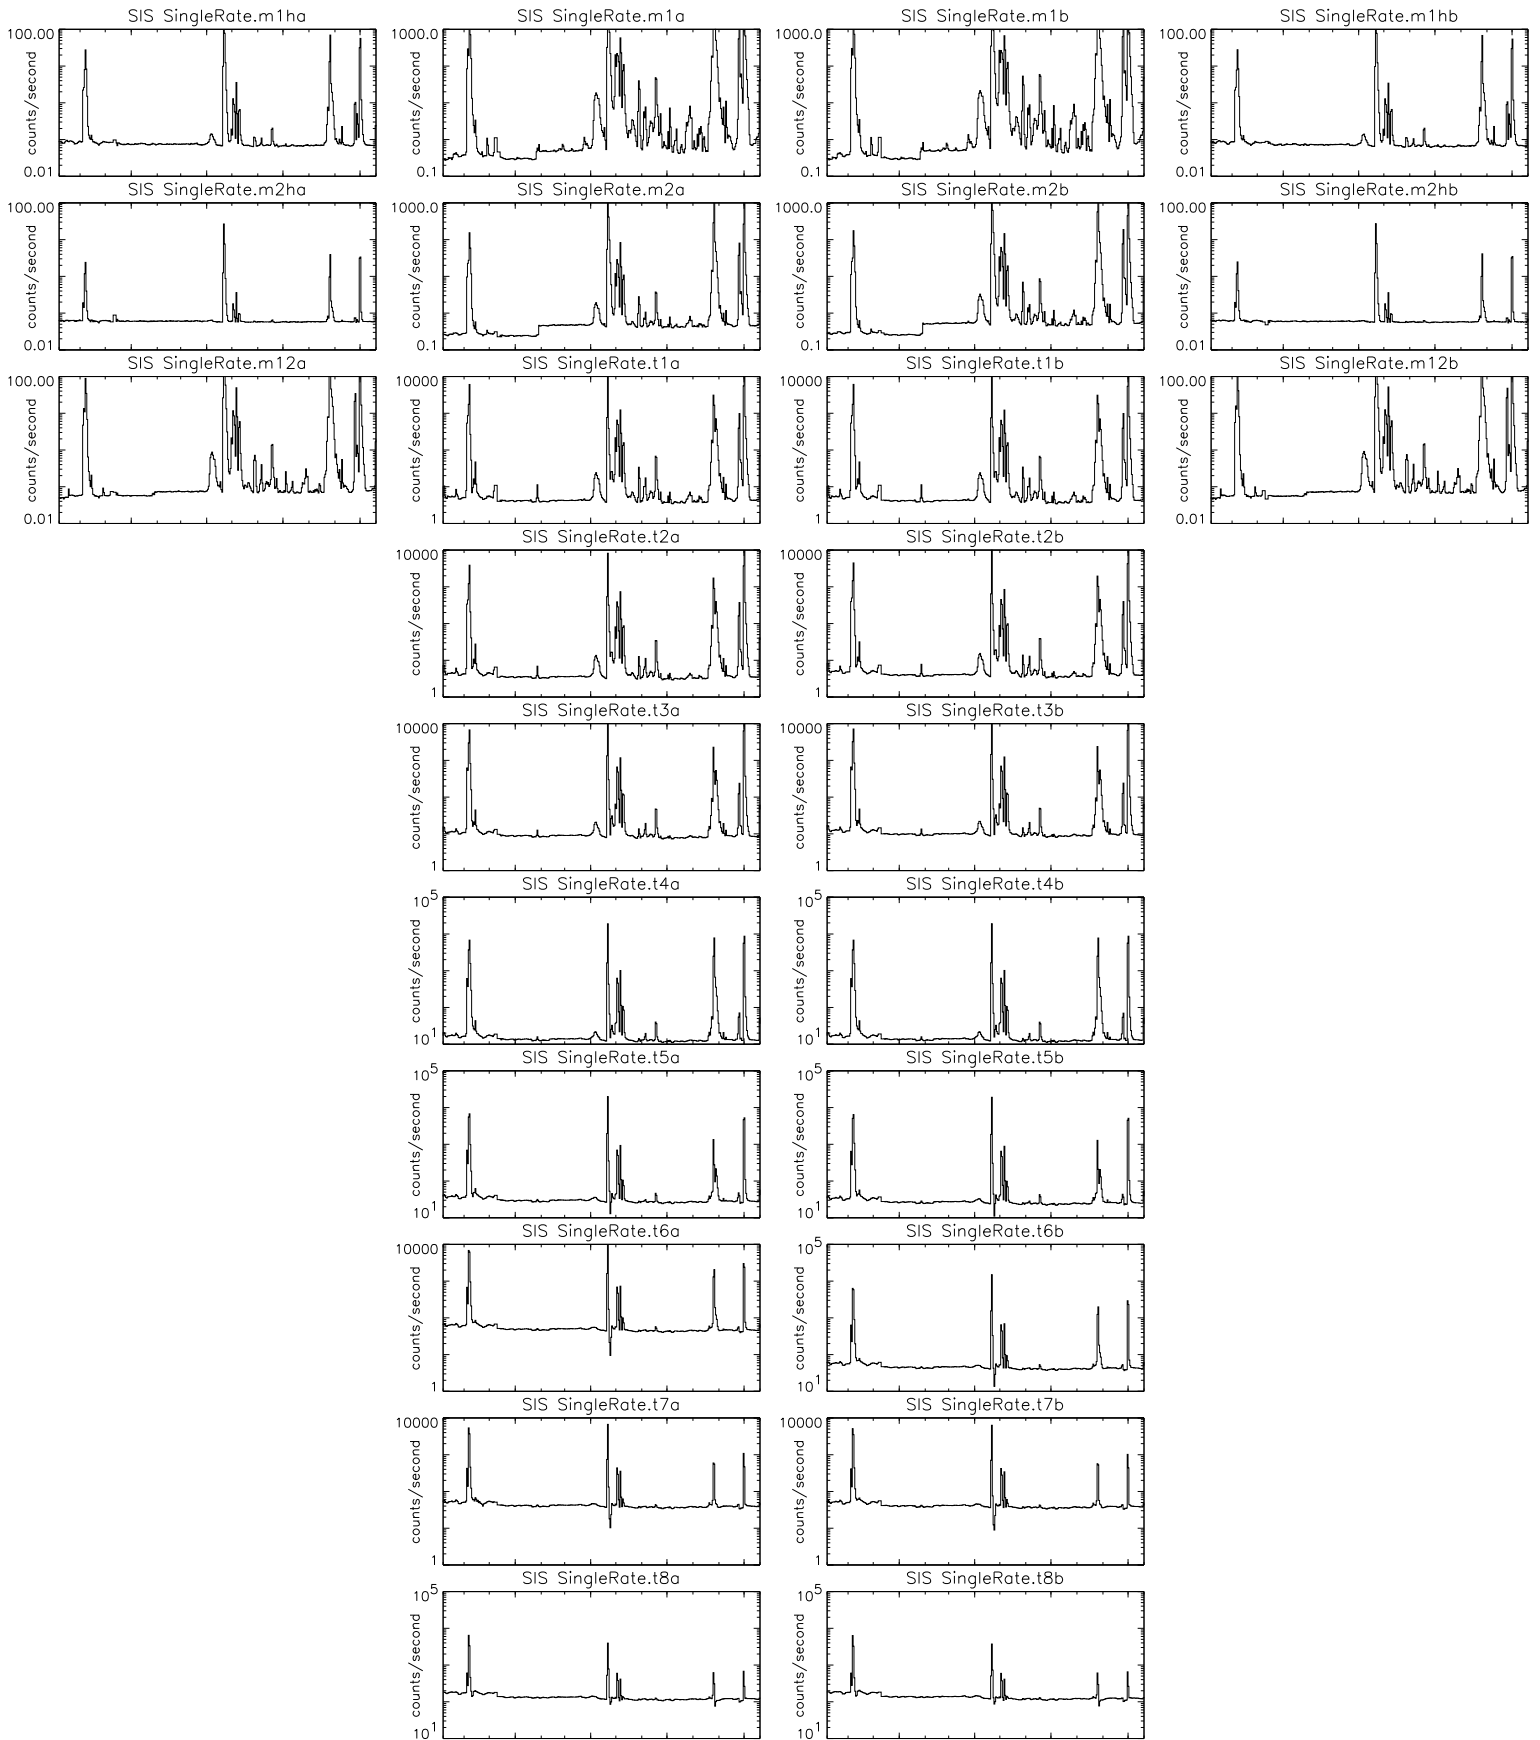 SIS SingleRate.m1ha
SIS SingleRate.m1a
SIS SingleRate.m1b
SIS SingleRate.m1hb
100.00
counts/second
0.01
1000.0
counts/second
0.1
1000.0
counts/second
0.1
100.00
counts/second
0.01
SIS SingleRate.m2ha
SIS SingleRate.m2a
SIS SingleRate.m2b
SIS SingleRate.m2hb
100.00
counts/second
0.01
1000.0
counts/second
0.1
1000.0
counts/second
0.1
100.00
counts/second
0.01
SIS SingleRate.m12a
SIS SingleRate.t1a
SIS SingleRate.t1b
SIS SingleRate.m12b
100.00
counts/second
0.01
10000
counts/second
1
10000
counts/second
1
100.00
counts/second
0.01
SIS SingleRate.t2a
SIS SingleRate.t2b
10000
counts/second
1
10000
counts/second
1
SIS SingleRate.t3a
SIS SingleRate.t3b
10000
counts/second
1
10000
counts/second
1
SIS SingleRate.t4a
SIS SingleRate.t4b
10^5
counts/second
10^1
10^5
counts/second
10^1
SIS SingleRate.t5a
SIS SingleRate.t5b
10^5
counts/second
10^1
10^5
counts/second
10^1
SIS SingleRate.t6a
SIS SingleRate.t6b
10000
counts/second
1
10^5
counts/second
10^1
SIS SingleRate.t7a
SIS SingleRate.t7b
10000
counts/second
1
10000
counts/second
1
SIS SingleRate.t8a
SIS SingleRate.t8b
10^5
counts/second
10^1
10^5
counts/second
10^1